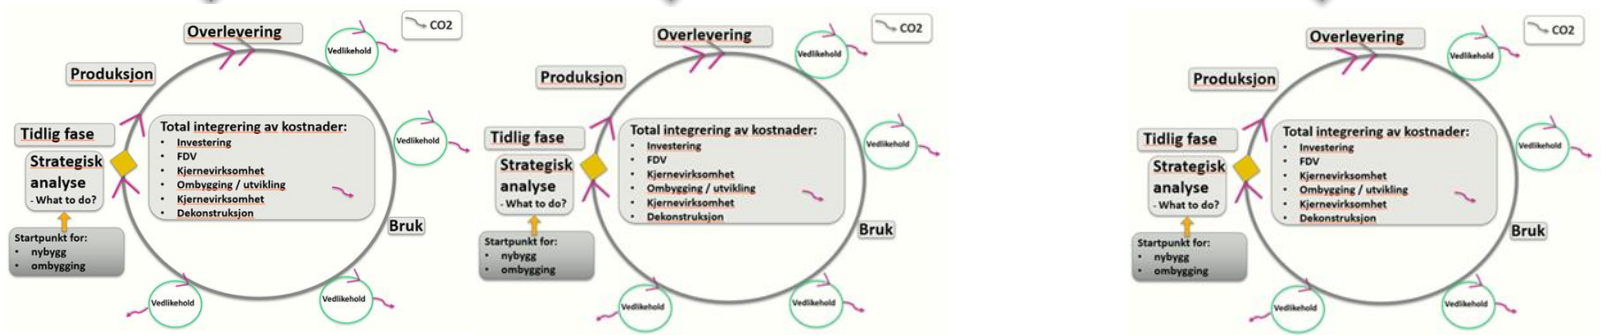 Overlevering
CO2
Vedlikehold
Produksjon
Tidlig fase
Total integrering av kostnader:
• Investering
• FDV
• Kjernevirksomhet
• Ombygging / utvikling
• Kjernevirksomhet
• Dekonstruksjon
Vedlikehold
Strategisk
analyse
- What to do?
Bruk
Startpunkt for:
• nybygg
• ombygging
Vedlikehold
Vedlikehold
Overlevering
CO2
Vedlikehold
Produksjon
Tidlig fase
Total integrering av kostnader:
• Investering
• FDV
• Kjernevirksomhet
• Ombygging / utvikling
• Kjernevirksomhet
• Dekonstruksjon
Vedlikehold
Strategisk
analyse
- What to do?
Bruk
Startpunkt for:
• nybygg
• ombygging
Vedlikehold
Vedlikehold
Overlevering
CO2
Vedlikehold
Produksjon
Tidlig fase
Total integrering av kostnader:
• Investering
• FDV
• Kjernevirksomhet
• Ombygging / utvikling
• Kjernevirksomhet
• Dekonstruksjon
Vedlikehold
Strategisk
analyse
- What to do?
Bruk
Startpunkt for:
• nybygg
• ombygging
Vedlikehold
Vedlikehold